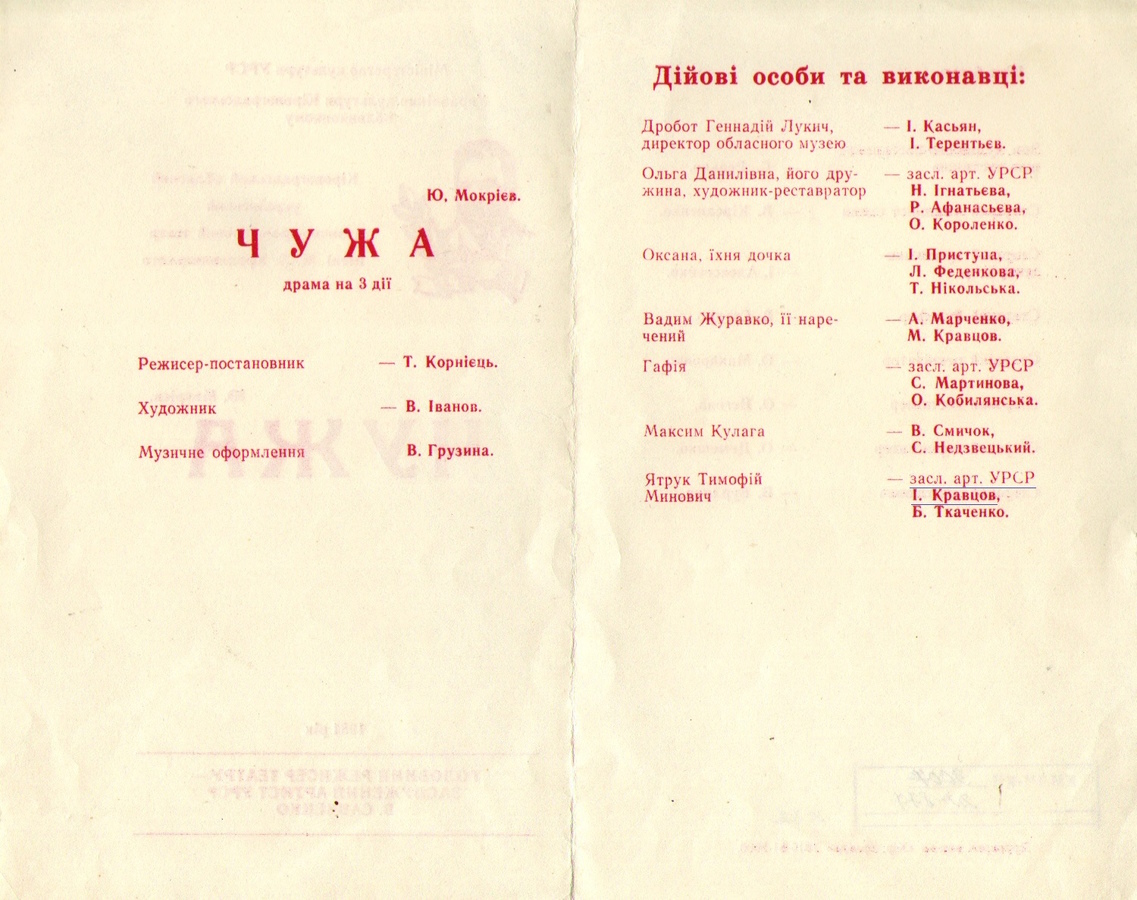 Ю. Мокрієв.
ЧУЖА
драма на 3 дії
Режисер-постановник — Т. Корнієць.
Художник — В. Іванов.
Музичне оформлення В. Грузина.
Дійові особи та виконавці:
Дробот Геннадій Лукич, — І. Касьян,
директор обласного музею І. Терентьєв.
Ольга Данилівна, його дру- — засл. арт. УРСР
жина, художник-реставратор Н. Ігнатьєва,
Р. Афанасьєва,
О. Короленко.
Оксана, їхня дочка — І. Приступа,
Л. Феденкова,
Т. Нікольська.
Вадим Журавко, її наре- — А. Марченко,
чений М. Кравцов.
Гафія — засл. арт. УРСР
С. Мартинова,
О. Кобилянська.
Максим Кулага — В. Смичок,
С. Недзвецький.
Ятрук Тимофій — засл. арт. УРСР
Минович І. Кравцов,
Б. Ткаченко.